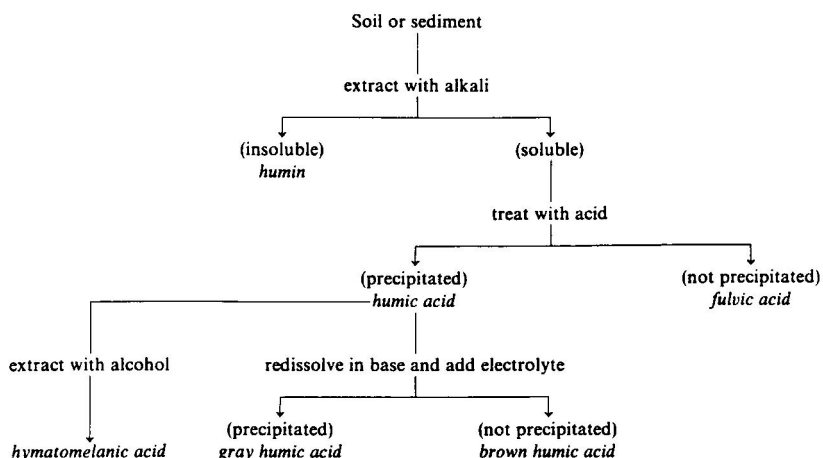 Soil or sediment
extract with alkali
(insoluble)
humin
(soluble)
treat with acid
(precipitated)
humic acid
(not precipitated)
fulvic acid
extract with alcohol
redissolve in base and add electrolyte
hymatomelanic acid
(precipitated)
gray humic acid
(not precipitated)
brown humic acid